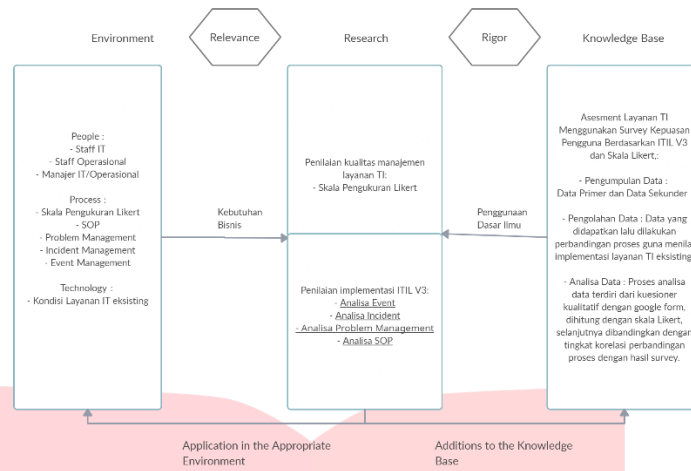 Environment
Relevance
Research
Rigor
Knowledge Base
People :
- Staff IT
- Staff Operasional
- Manajer IT/Operasional
Process :
- Skala Pengukuran Likert
- SOP
- Problem Management
- Incident Management
- Event Management
Technology :
- Kondisi Layanan IT eksisting
Kebutuhan
Bisnis
Penilaian kualitas manajemen
layanan TI:
- Skala Pengukuran Likert
Penilaian implementasi ITIL V3:
- Analisa Event
- Analisa Incident
- Analisa Problem Management
- Analisa SOP
Penggunaan
Dasar Ilmu
Asesment Layanan TI
Menggunakan Survey Kepuasan
Pengguna Berdasarkan ITIL V3
dan Skala Likert,:
- Pengumpulan Data :
Data Primer dan Data Sekunder
- Pengolahan Data : Data yang
didapatkan lalu dilakukan
perbandingan proses guna menilai
implementasi layanan TI eksisting
- Analisa Data : Proses analisa
data terdiri dari kuesioner
kualitatif dengan google form,
dihitung dengan skala Likert,
selanjutnya dibandingkan dengan
tingkat korelasi perbandingan
proses dengan hasil survey.
Application in the Appropriate
Environment
Additions to the Knowledge
Base